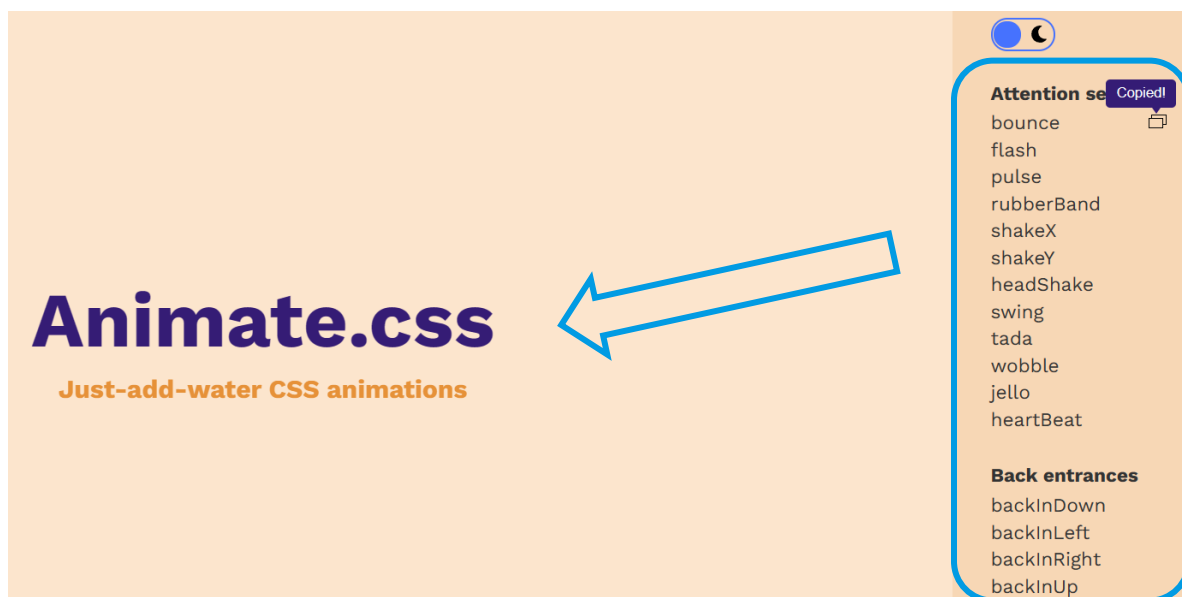 Animate.css
Just-add-water CSS animations
Attention se
Copied!
bounce
flash
pulse
rubberBand
shakeX
shakeY
headShake
swing
tada
wobble
jello
heartBeat
Back entrances
backInDown
backInLeft
backInRight
backInUp